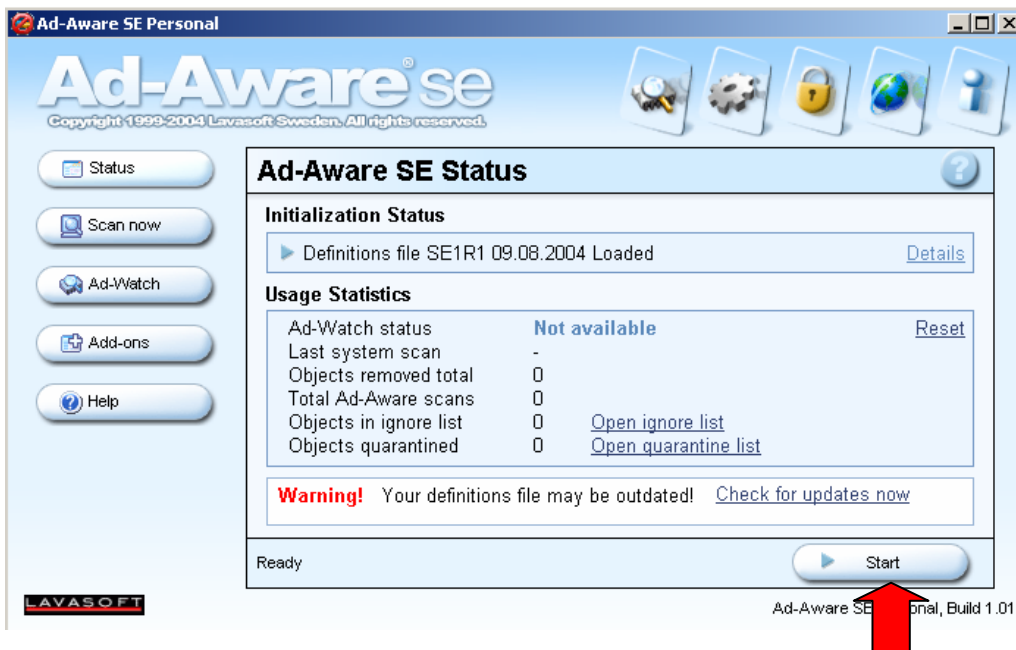 Ad-Aware SE Personal
Ad-Aware® se
Copyright 1999-2004 Lavasoft Sweden. All rights reserved.
Status
Scan now
Ad-Watch
Add-ons
Help
Ad-Aware SE Status
?
Initialization Status
Definitions file SE1R1 09.08.2004 Loaded Details
Usage Statistics
Ad-Watch status Not available Reset
Last system scan -
Objects removed total 0
Total Ad-Aware scans 0
Objects in ignore list 0 Open ignore list
Objects quarantined 0 Open quarantine list
Warning! Your definitions file may be outdated! Check for updates now
Ready Start
LAVASOFT
Ad-Aware SE onal, Build 1.01